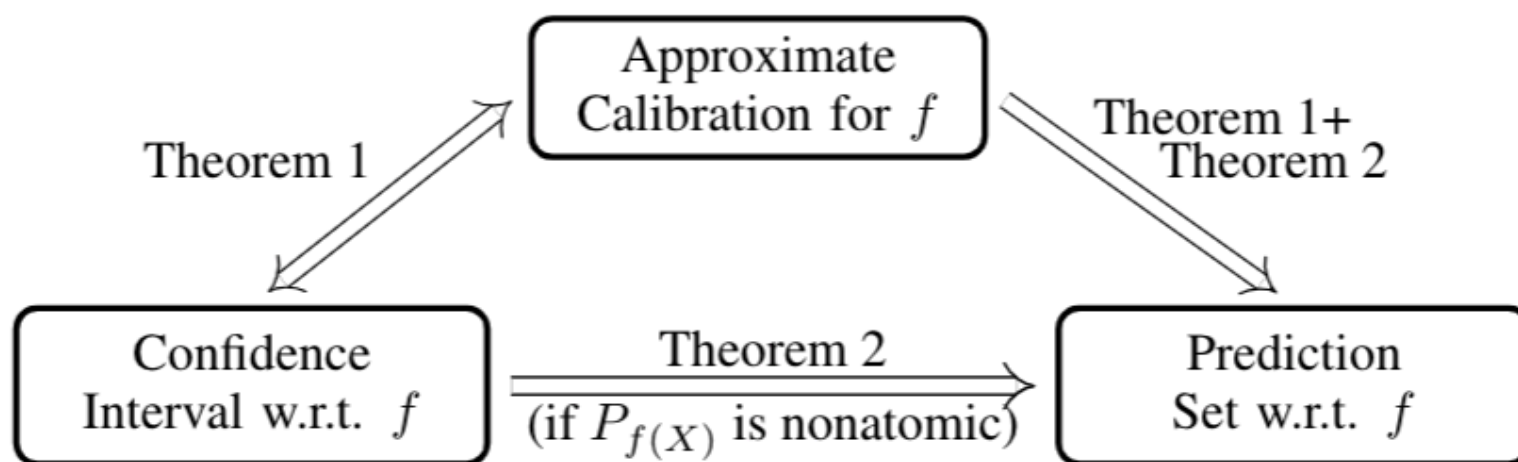 Approximate
Calibration for f
Theorem 1
Theorem 1+
Theorem 2
Confidence
Interval w.r.t. f
Theorem 2
(if P_{f(X)} is nonatomic)
Prediction
Set w.r.t. f